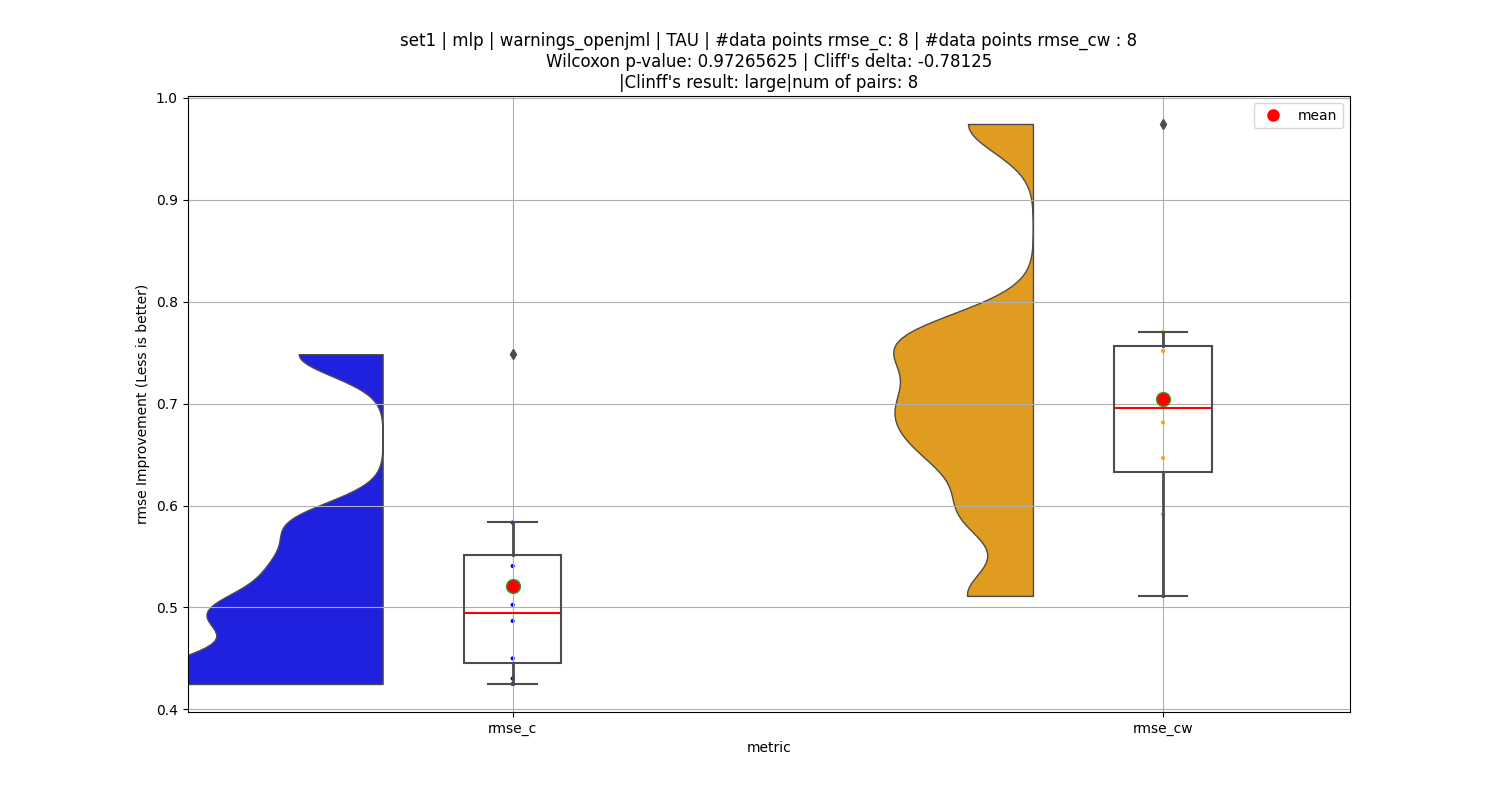 set1 | mlp | warnings_openjml | TAU | #data points rmse_c: 8 | #data points rmse_cw : 8
Wilcoxon p-value: 0.97265625 | Cliff's delta: -0.78125
|Clinff's result: large|num of pairs: 8
mean
rmse Improvement (Less is better)
1.0
0.9
0.8
0.7
0.6
0.5
0.4
rmse_c
rmse_cw
metric